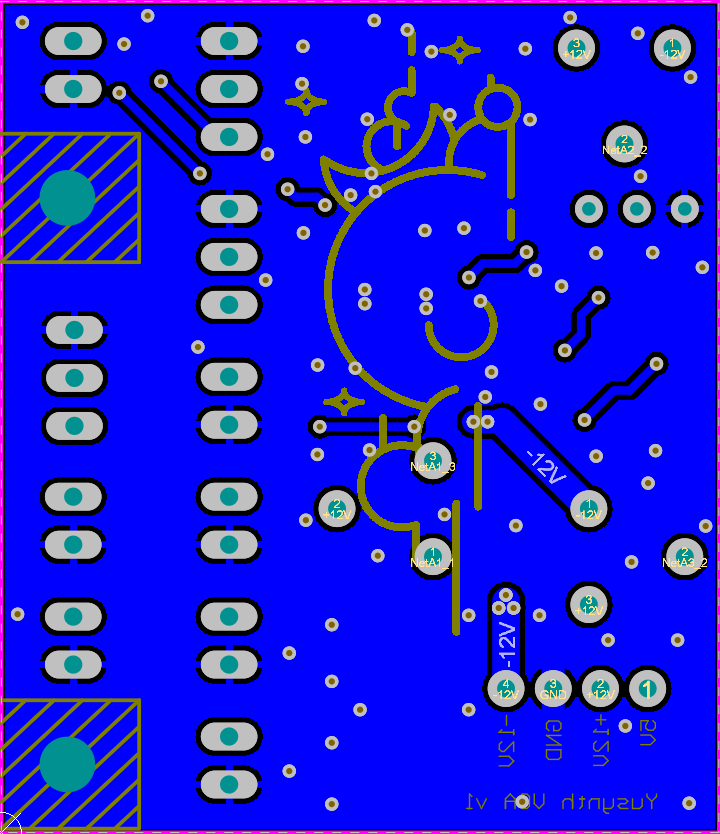 3
+12V
1
-12V
2
NetA2_2
-12V
3
NetA1_3
2
+12V
1
-12V
1
NetA1_1
2
NetA3_2
3
+12V
-12V
4
-12V
3
GND
2
+12V
1
-12V
GND
+12V
5V
Yusynth VCA v1